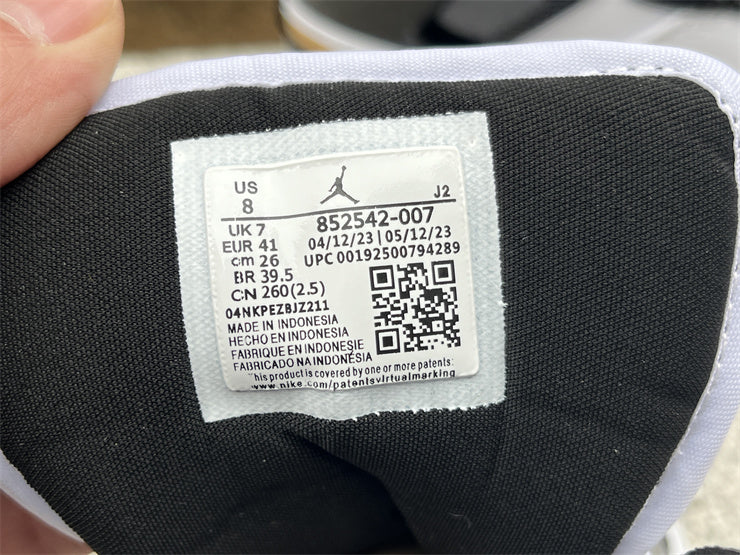 US
8
J2
UK 7
852542-007
EUR 41
04/12/23 | 05/12/23
cm 26
UPC 00192500794289
BR 39.5
CN 260(2.5)
04NKPEZBJZ211
MADE IN INDONESIA
HECHO EN INDONESIA
FABRIQUE EN INDONESIE
FABRICADO NA INDONÉSIA
his product is covered by one or more patents:
www.nike.com/patentsvirtualmarking